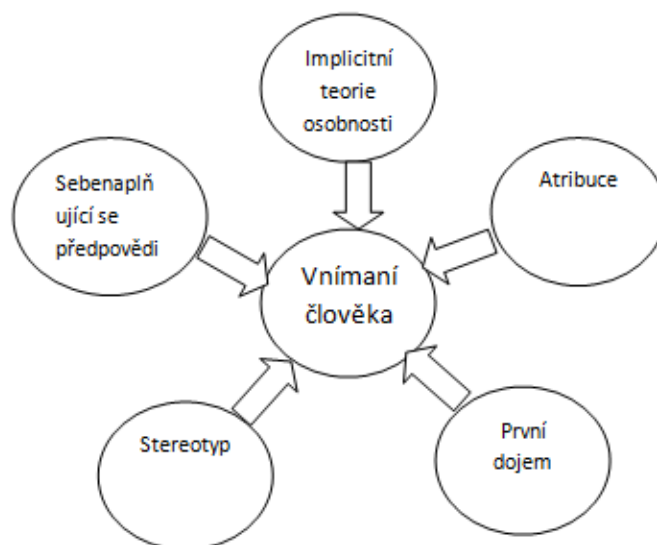 Implicitní
teorie
osobnosti
Sebenaplň
ující se
předpovědi
Atribuce
Vnímaní
člověka
Stereotyp
První
dojem